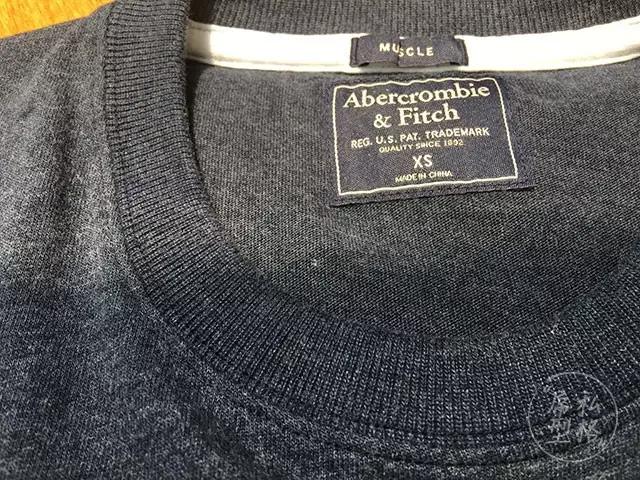 MUSCLE
Abercrombie
& Fitch
REG. U.S. PAT. TRADEMARK
QUALITY SINCE 1892
XS
MADE IN CHINA